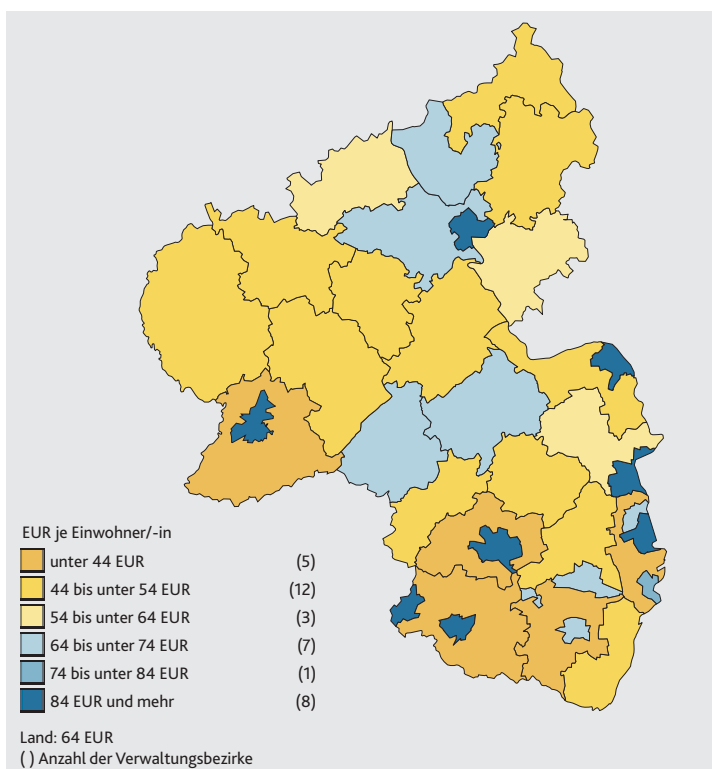 EUR je Einwohner/-in
unter 44 EUR (5)
44 bis unter 54 EUR (12)
54 bis unter 64 EUR (3)
64 bis unter 74 EUR (7)
74 bis unter 84 EUR (1)
84 EUR und mehr (8)
Land: 64 EUR
( ) Anzahl der Verwaltungsbezirke